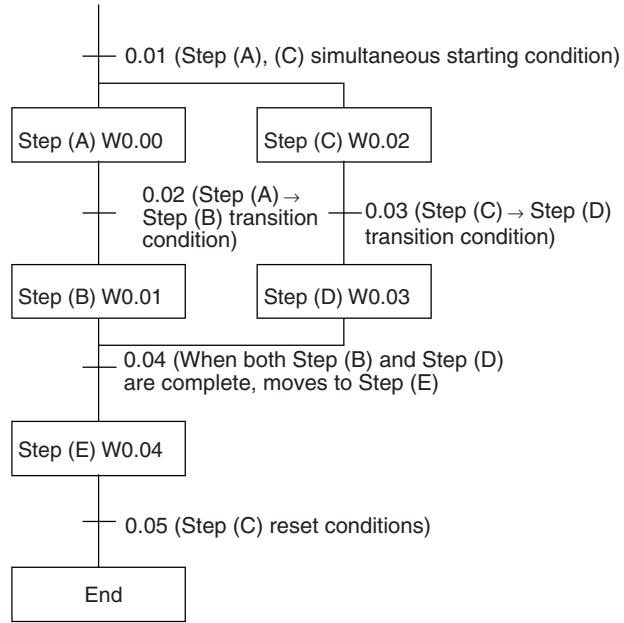 0.01 (Step (A), (C) simultaneous starting condition)
Step (A) W0.00
Step (C) W0.02
0.02 (Step (A) →
Step (B) transition
condition)
0.03 (Step (C) → Step (D)
transition condition)
Step (B) W0.01
Step (D) W0.03
0.04 (When both Step (B) and Step (D)
are complete, moves to Step (E)
Step (E) W0.04
0.05 (Step (C) reset conditions)
End